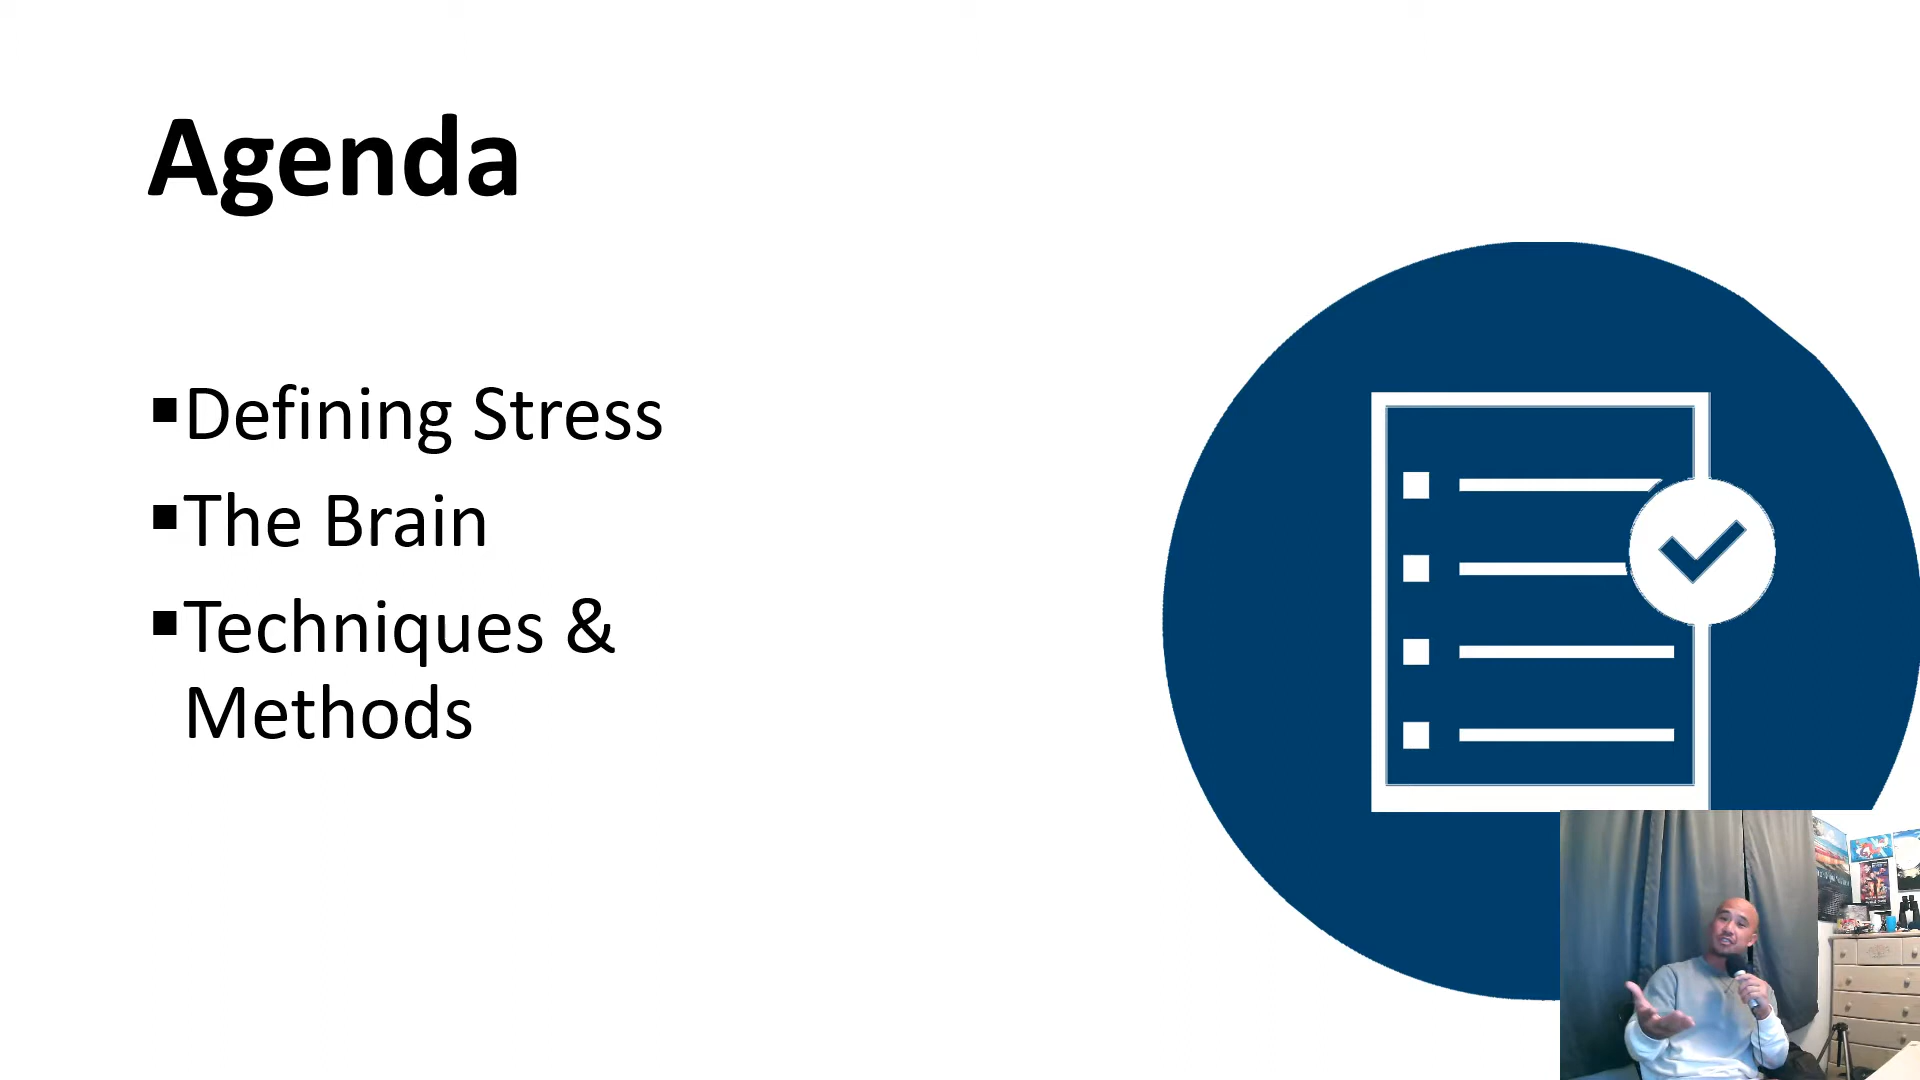 Agenda
▪Defining Stress
▪The Brain
▪Techniques &
Methods